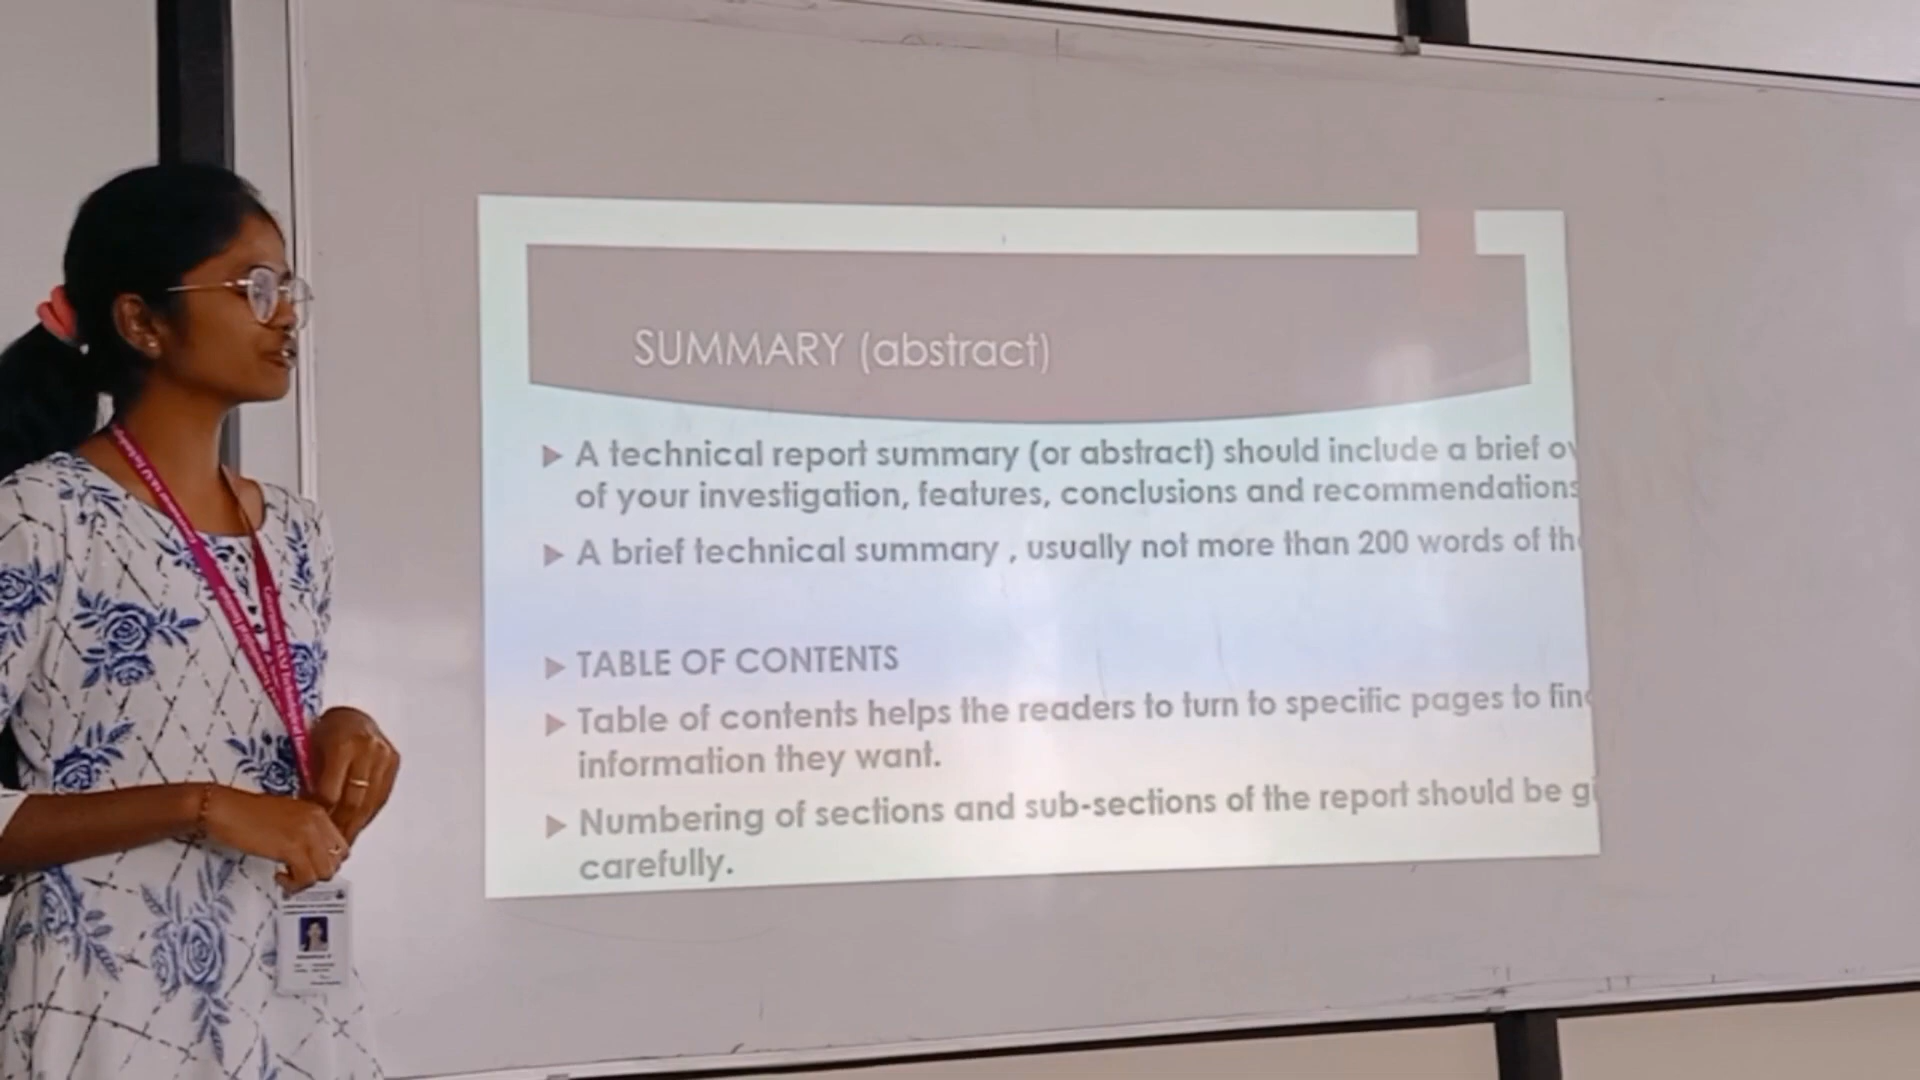 SUMMARY (abstract)
A technical report summary (or abstract) should include a brief
of your investigation, features, conclusions and recommendations
A brief technical summary , usually not more than 200 words of
TABLE OF CONTENTS
Table of contents helps the readers to turn to specific pages to
information they want.
Numbering of sections and sub-sections of the report should be
carefully.